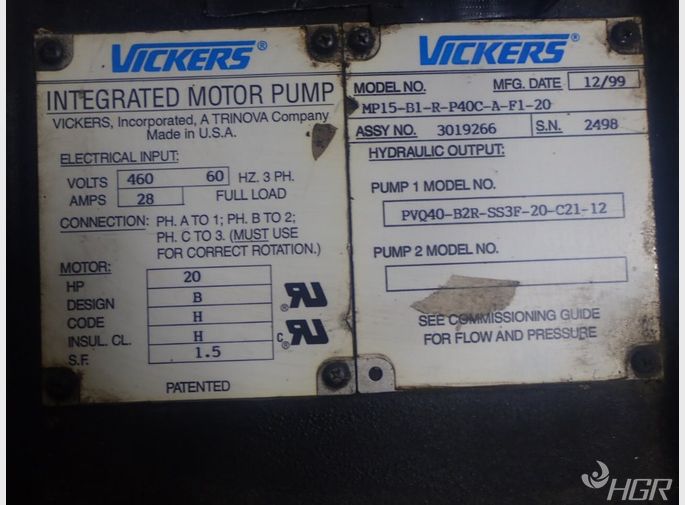 VICKERS®
INTEGRATED MOTOR PUMP
VICKERS, Incorporated, A TRINOVA Company
Made in U.S.A.
ELECTRICAL INPUT:
VOLTS 460 60 HZ. 3 PH.
AMPS 28 FULL LOAD
CONNECTION: PH. A TO 1; PH. B TO 2;
PH. C TO 3. (MUST USE
FOR CORRECT ROTATION.)
MOTOR:
HP 20
DESIGN B
CODE H
INSUL. CL. H
S.F. 1.5
PATENTED
VICKERS®
MODEL NO. MFG. DATE 12/99
MP15-B1-R-P40C-A-F1-20
ASSY NO. 3019266 S.N. 2498
HYDRAULIC OUTPUT:
PUMP 1 MODEL NO.
PVQ40-B2R-SS3F-20-C21-12
PUMP 2 MODEL NO.
SEE COMMISSIONING GUIDE
FOR FLOW AND PRESSURE
HGR